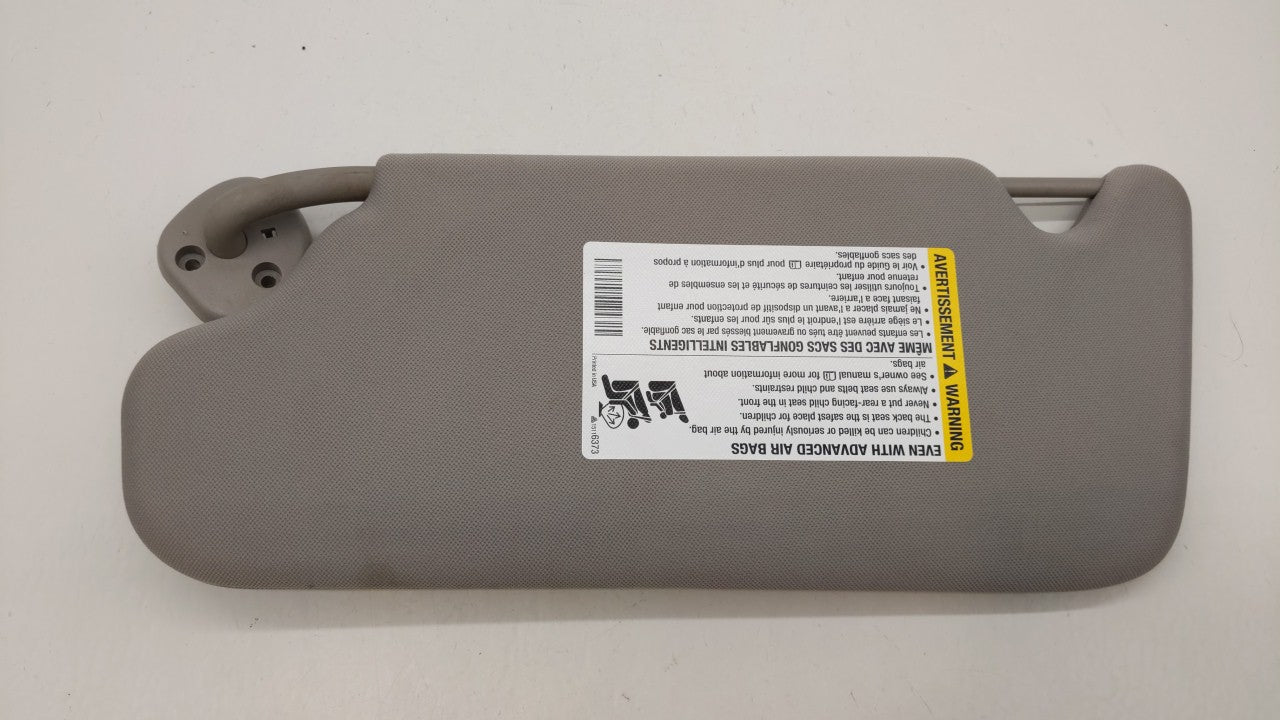 AVERTISSEMENT WARNING
EVEN WITH ADVANCED AIR BAGS
• Children can be killed or seriously injured by the air bag.
• The back seat is the safest place for children.
• Never put a rear-facing child seat in the front.
• Always use seat belts and child restraints.
• See owner's manual for more information about
air bags.
MÊME AVEC DES SACS GONFLABLES INTELLIGENTS
• Les enfants peuvent être tués ou gravement blessés par le sac gonflable.
• Le siège arrière est l'endroit le plus sûr pour les enfants.
• Ne jamais placer a l'avant un dispositif de protection pour enfant
faisant face a l'arriere.
• Toujours utiliser les ceintures de sécurité et les ensembles de
retenue pour enfant.
• Voir le Guide du propriétaire pour plus d'information à propos
des sacs gonflables.
Printed in USA
13116373